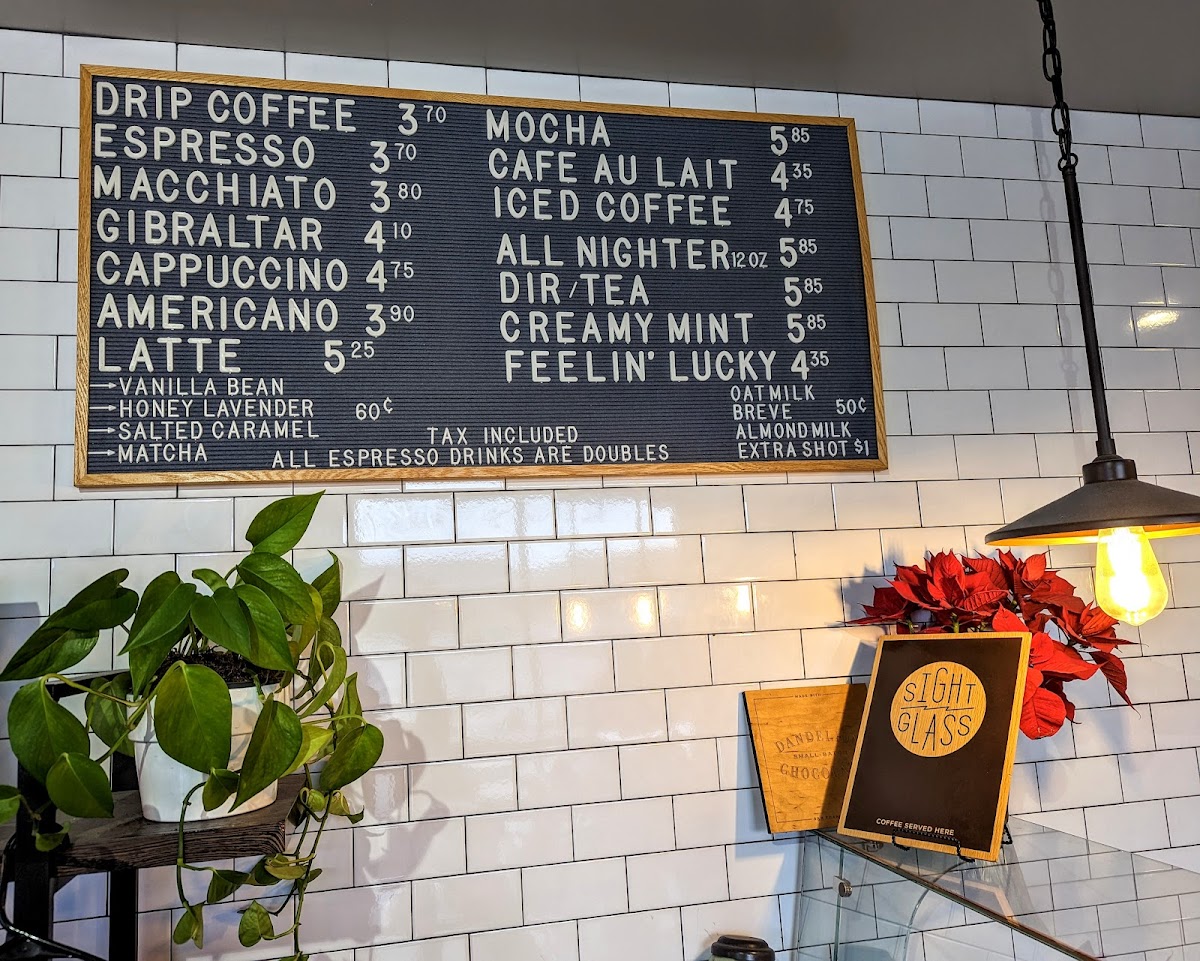 DRIP COFFEE 3 70
ESPRESSO 3 70
MACCHIATO 3 80
GIBRALTAR 4 10
CAPPUCCINO 4 75
AMERICANO 3 90
LATTE 5 25
→VANILLA BEAN
→HONEY LAVENDER 60¢
→SALTED CARAMEL
→MATCHA
MOCHA 5 85
CAFE AU LAIT 4 35
ICED COFFEE 4 75
ALL NIGHTER 12 OZ 5 85
DIR/TEA 5 85
CREAMY MINT 5 85
FEELIN' LUCKY 4 35
OAT MILK
BREVE 50¢
ALMOND MILK
EXTRA SHOT $1
TAX INCLUDED
ALL ESPRESSO DRINKS ARE DOUBLES
SIGHT
GLASS
COFFEE SERVED HERE